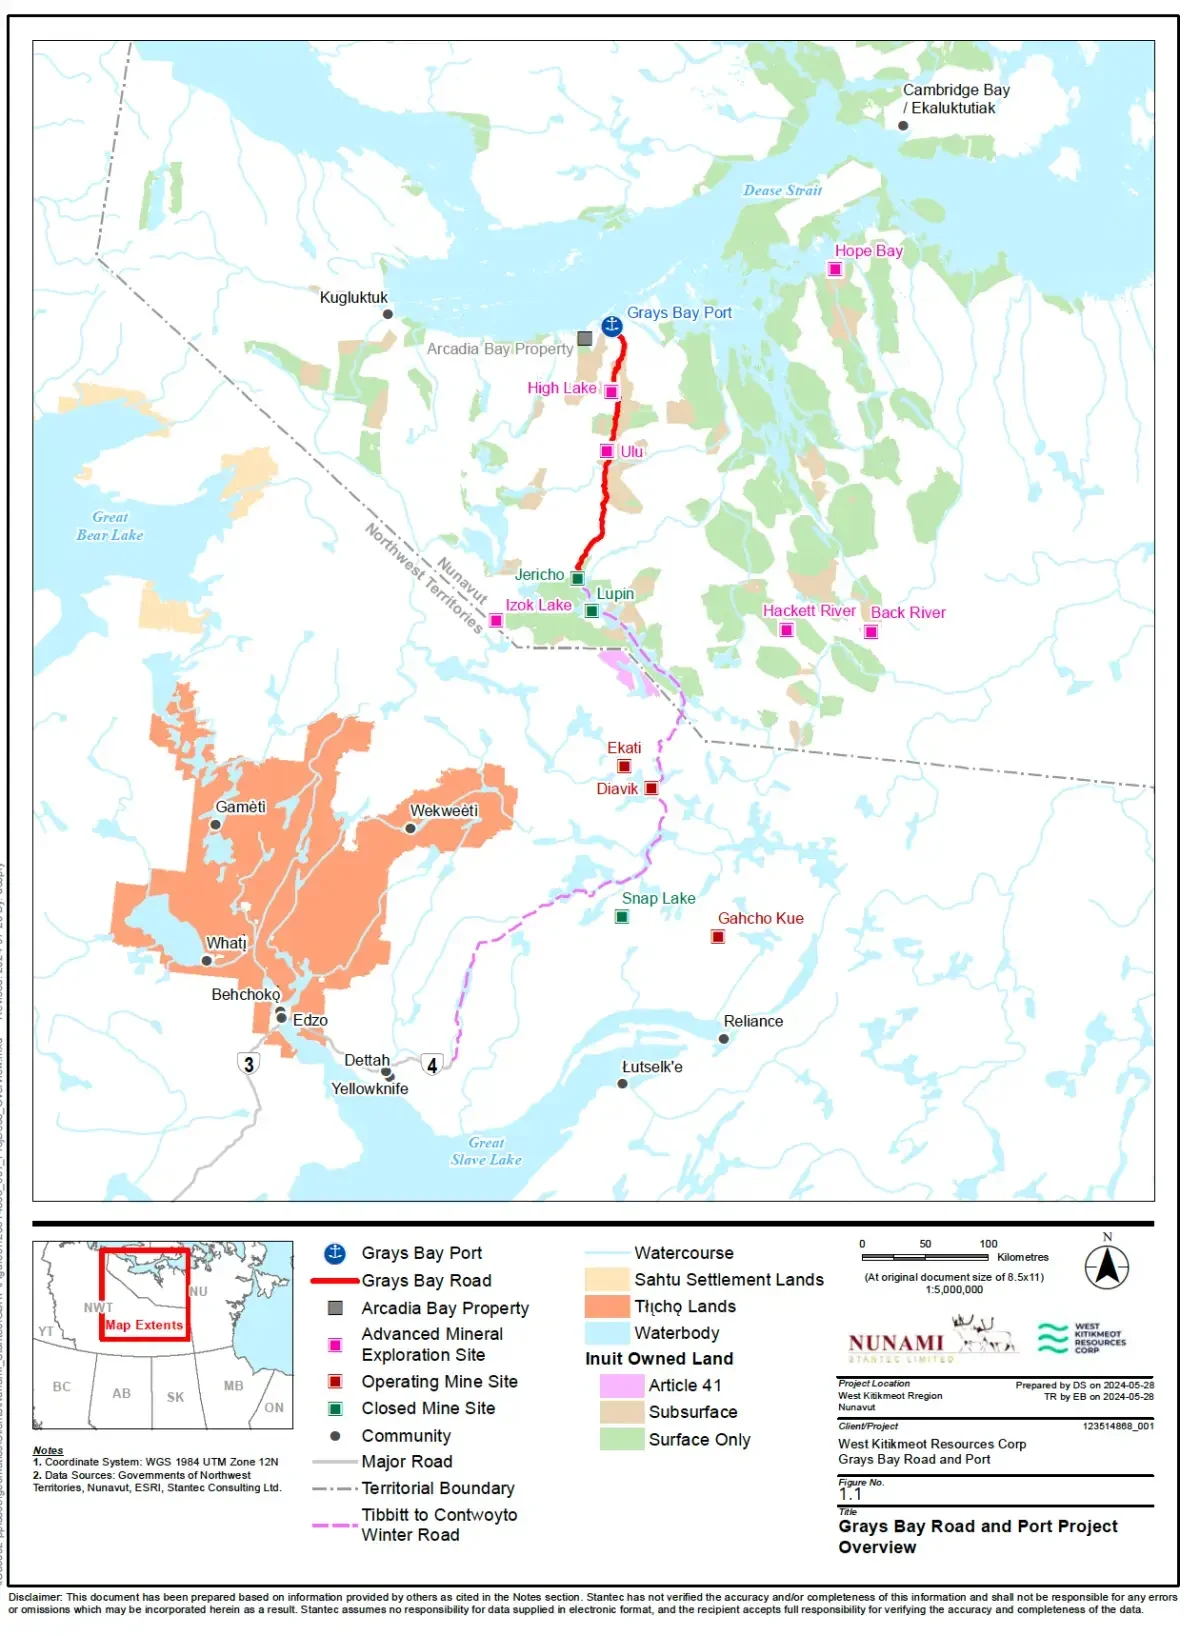 Cambridge Bay
/ Ekaluktutiak
Dease Strait
Hope Bay
Kugluktuk
Grays Bay Port
Arcadia Bay Property
High Lake
Ulu
Great
Bear Lake
Nunavut
Northwest Territories
Jericho
Lupin
Izok Lake
Hackett River
Back River
Ekati
Diavik
Gamètì
Wekweètì
Snap Lake
Gahcho Kue
Whatì
Behchokǫ̀
Edzo
Reliance
3
Dettah
4
Łutselk'e
Yellowknife
Great
Slave Lake
NWT
NU
YT
Map Extents
BC
AB
SK
MB
ON
Notes
1. Coordinate System: WGS 1984 UTM Zone 12N
2. Data Sources: Governments of Northwest
Territories, Nunavut, ESRI, Stantec Consulting Ltd.
Grays Bay Port
Grays Bay Road
Arcadia Bay Property
Advanced Mineral
Exploration Site
Operating Mine Site
Closed Mine Site
Community
Major Road
Territorial Boundary
Tibbitt to Contwoyto
Winter Road
Watercourse
Sahtu Settlement Lands
Tłı̨chǫ Lands
Waterbody
Inuit Owned Land
Article 41
Subsurface
Surface Only
0 50 100
Kilometres
(At original document size of 8.5x11)
1:5,000,000
N
NUNAMI
STANTEC LIMITED
WEST
KITIKMEOT
RESOURCES
CORP
Project Location
West Kitikmeot Rregion
Nunavut
Prepared by DS on 2024-05-28
TR by EB on 2024-05-28
Client/Project
123514868_001
West Kitikmeot Resources Corp
Grays Bay Road and Port
Figure No.
1.1
Title
Grays Bay Road and Port Project
Overview
Disclaimer: This document has been prepared based on information provided by others as cited in the Notes section. Stantec has not verified the accuracy and/or completeness of this information and shall not be responsible for any errors
or omissions which may be incorporated herein as a result. Stantec assumes no responsibility for data supplied in electronic format, and the recipient accepts full responsibility for verifying the accuracy and completeness of the data.